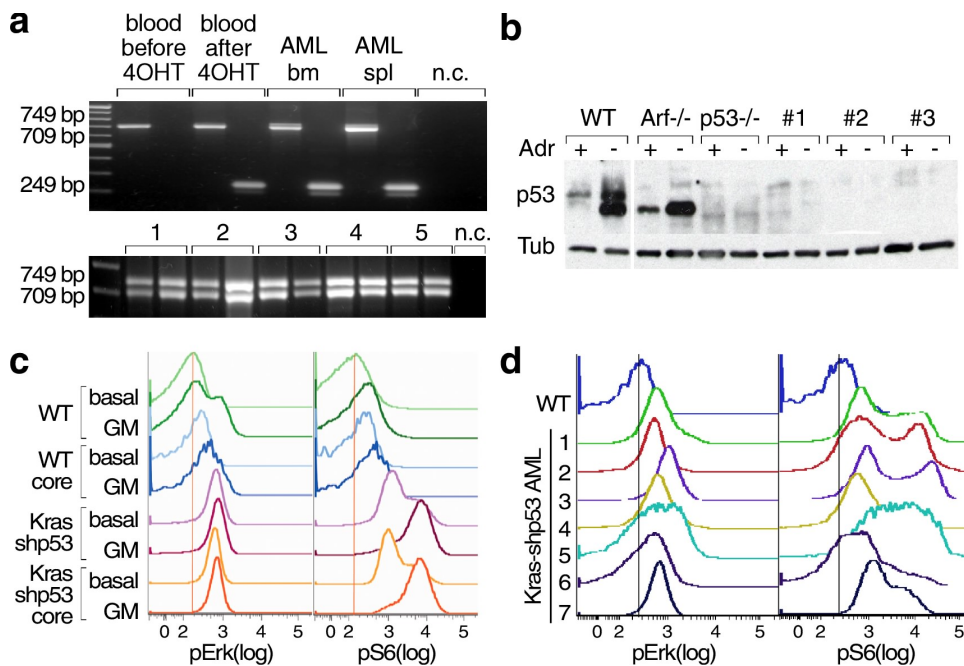 a
blood before 4OHT
blood after 4OHT
AML bm
AML spl
n.c.
749 bp
709 bp
249 bp
1 2 3 4 5 n.c.
749 bp
709 bp
b
WT Arf-/- p53-/- #1 #2 #3
Adr + - + - + - + - + - + -
p53
Tub
c
WT
basal
GM
WT core
basal
GM
Kras shp53
basal
GM
Kras shp53 core
basal
GM
0 2 3 4 5
pErk(log)
0 2 3 4 5
pS6(log)
d
WT
Kras-shp53 AML
1
2
3
4
5
6
7
0 2 3 4 5
pErk(log)
0 2 3 4 5
pS6(log)